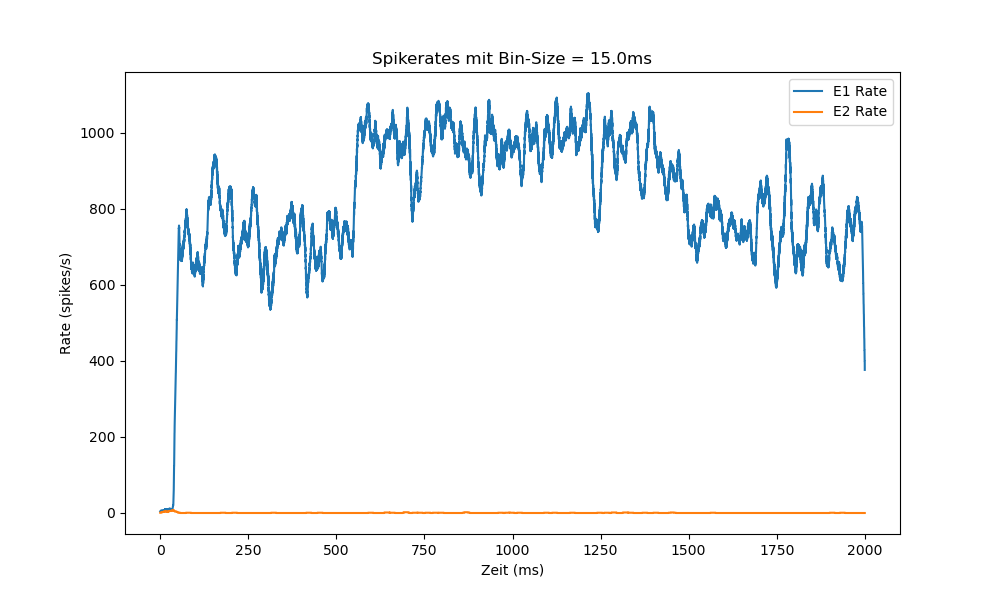 Spikerates mit Bin-Size = 15.0ms
E1 Rate
E2 Rate
1000
800
600
400
200
0
Rate (spikes/s)
0 250 500 750 1000 1250 1500 1750 2000
Zeit (ms)